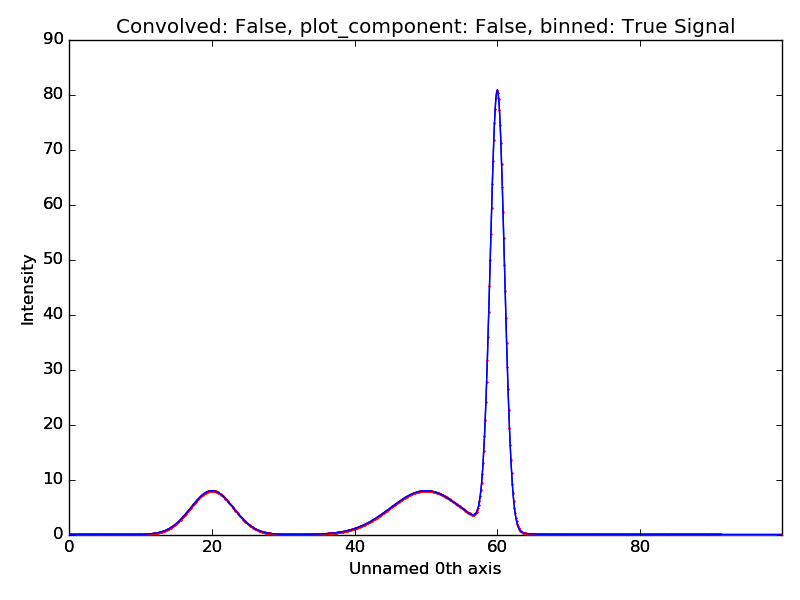 Convolved: False, plot_component: False, binned: True Signal
90
80
70
60
50
40
30
20
10
0
Intensity
0 20 40 60 80
Unnamed 0th axis